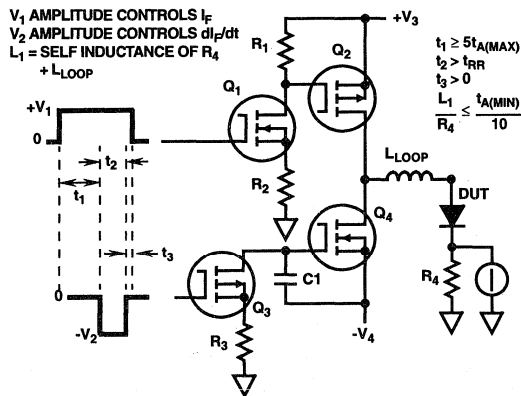 V1 AMPLITUDE CONTROLS IF
V2 AMPLITUDE CONTROLS dIF/dt
L1 = SELF INDUCTANCE OF R4
+ LLOOP
+V3
R1
Q2
t1 ≥ 5tA(MAX)
t2 > tRR
t3 > 0
L1/R4 ≤ tA(MIN)/10
Q1
+V1
0
t2
t1
R2
LLOOP
DUT
Q4
t3
C1
R4
0
-V2
Q3
R3
-V4